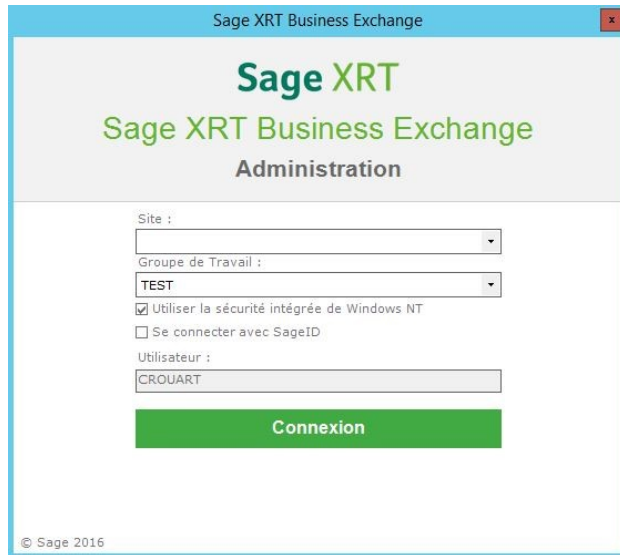 Sage XRT Business Exchange
x
Sage XRT
Sage XRT Business Exchange
Administration
Site :
Groupe de Travail :
TEST
Utiliser la sécurité intégrée de Windows NT
Se connecter avec SageID
Utilisateur :
CROUART
Connexion
© Sage 2016